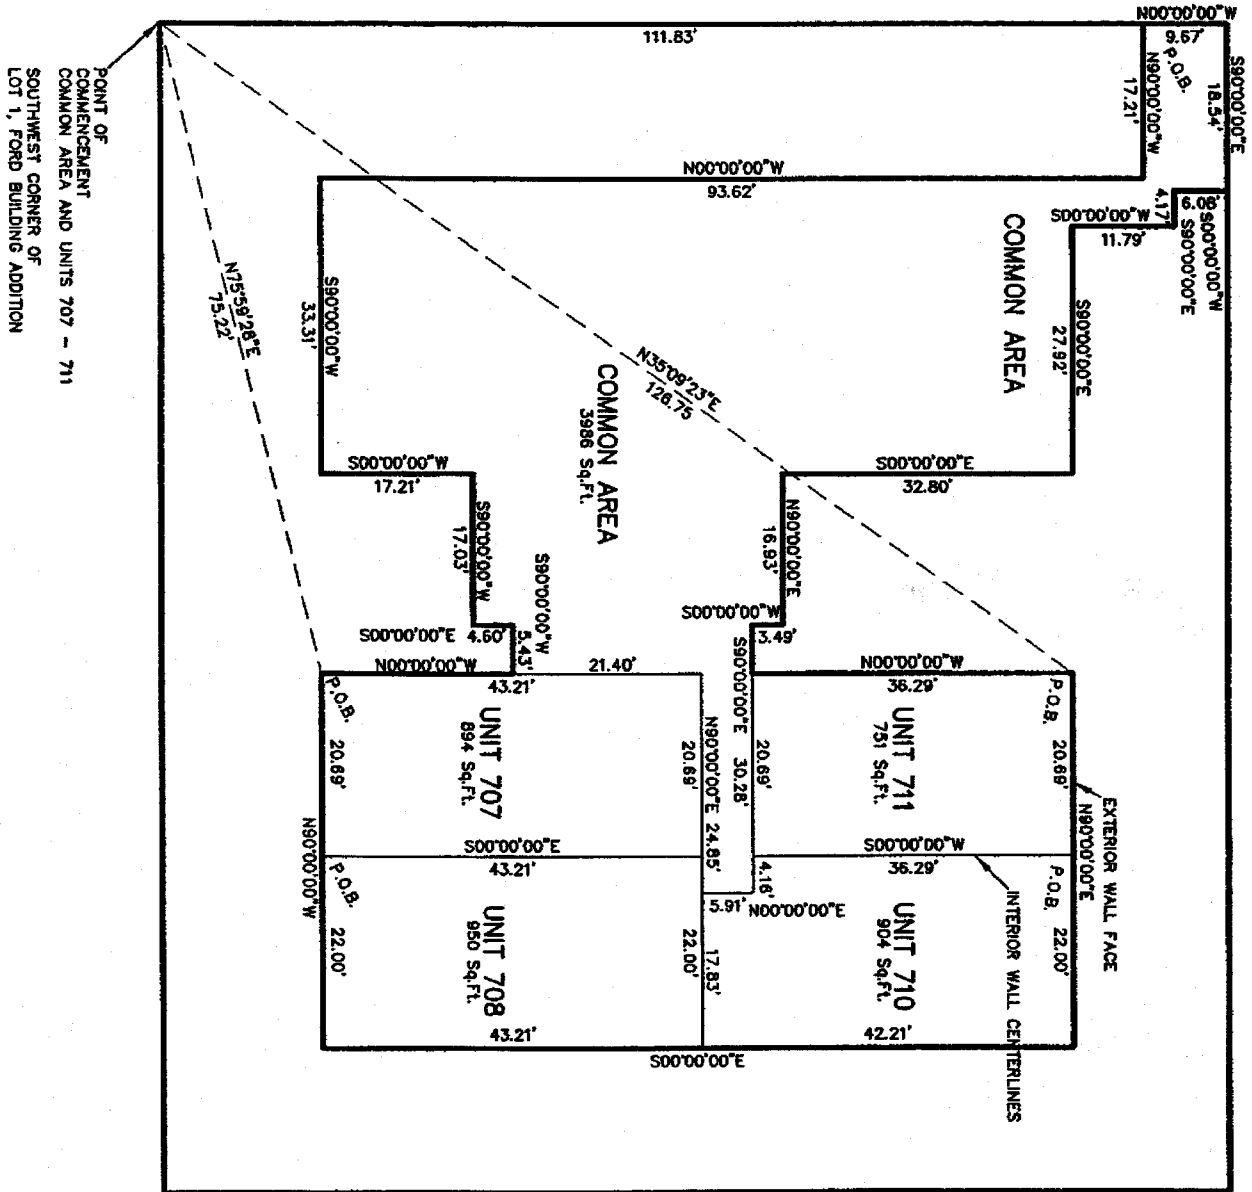 N00°00'00"W
9.67'
S90°00'00"E
18.54'
111.83'
P.O.B.
N90°00'00"W
17.21'
6.08'
S00°00'00"W
4.17'
S90°00'00"E
S00°00'00"W
11.79'
N00°00'00"W
93.62'
COMMON AREA
S90°00'00"E
27.92'
POINT OF
COMMENCEMENT
COMMON AREA AND UNITS 707 - 711
SOUTHWEST CORNER OF
LOT 1, FORD BUILDING ADDITION
N75°59'28"E
75.22'
S90°00'00"W
33.31'
N35°09'23"E
126.75
COMMON AREA
3986 Sq.Ft.
S00°00'00"W
17.21'
S00°00'00"E
32.80'
S90°00'00"W
17.03'
N90°00'00"E
16.93'
S90°00'00"W
5.43'
S00°00'00"E
4.60'
S00°00'00"W
3.49'
N00°00'00"W
43.21'
21.40'
S90°00'00"E 30.28'
N00°00'00"W
36.29'
P.O.B.
20.69'
UNIT 707
894 Sq.Ft.
20.69'
N90°00'00"E 24.85'
20.69'
UNIT 711
751 Sq.Ft.
P.O.B.
20.69'
EXTERIOR WALL FACE
N90°00'00"E
N90°00'00"W
S00°00'00"E
43.21'
4.16'
S00°00'00"W
36.29'
P.O.B.
22.00'
UNIT 708
950 Sq.Ft.
22.00'
17.83'
5.91'
N00°00'00"E
UNIT 710
904 Sq.Ft.
P.O.B.
22.00'
INTERIOR WALL CENTERLINES
43.21'
42.21'
S00°00'00"E